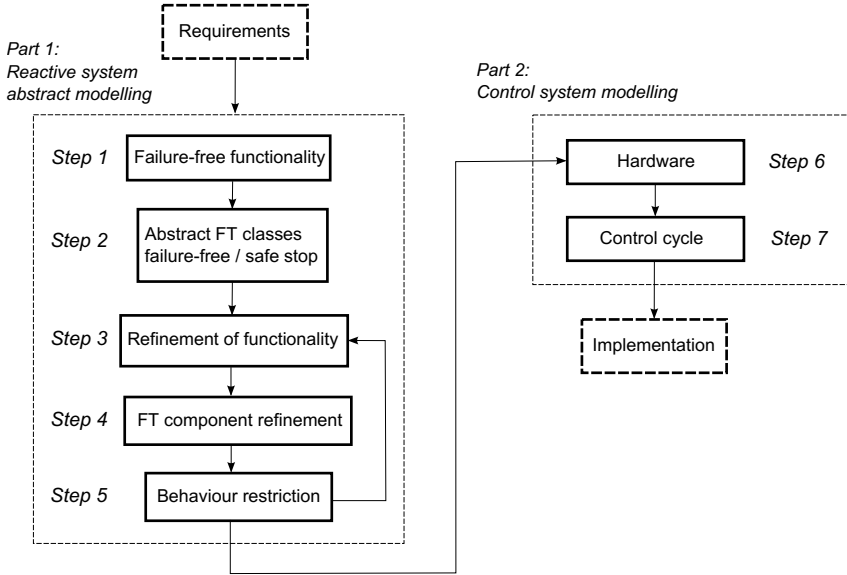 Requirements
Part 1:
Reactive system
abstract modelling
Step 1
Failure-free functionality
Step 2
Abstract FT classes
failure-free / safe stop
Step 3
Refinement of functionality
Step 4
FT component refinement
Step 5
Behaviour restriction
Part 2:
Control system modelling
Hardware
Step 6
Control cycle
Step 7
Implementation